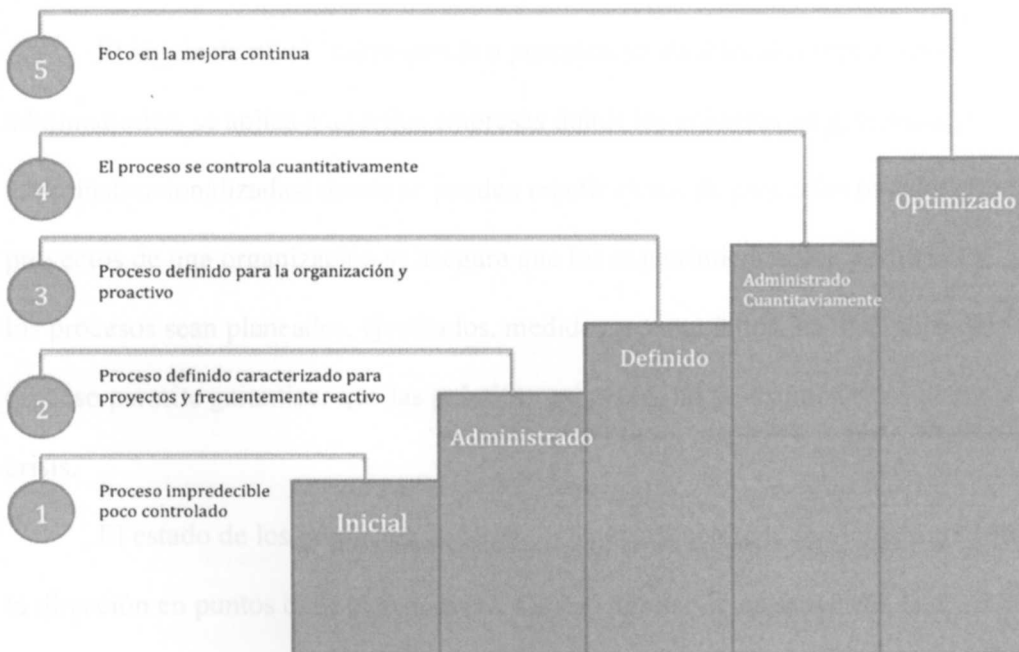 5
Foco en la mejora continua
4
El proceso se controla cuantitativamente
Optimizado
3
Proceso definido para la organización y
proactivo
Administrado
Cuantitaviamente
2
Proceso definido caracterizado para
proyectos y frecuentemente reactivo
Definido
Administrado
1
Proceso impredecible
poco controlado
Inicial